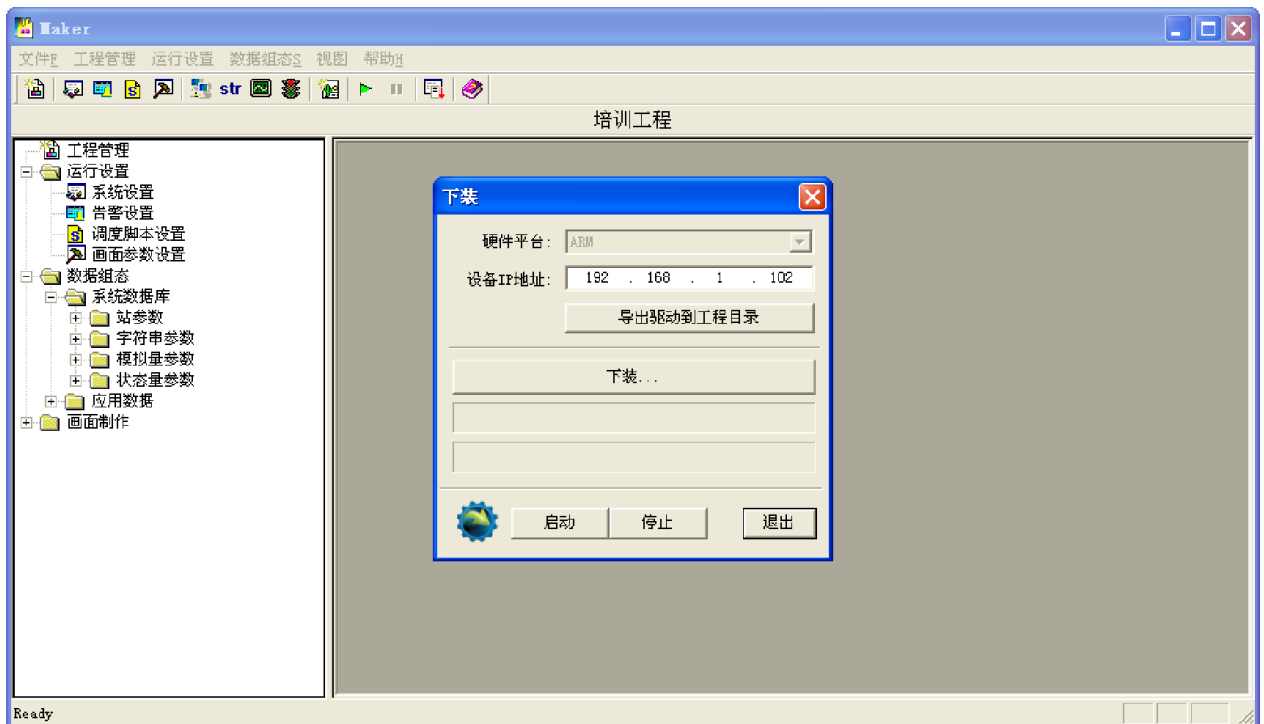 Maker
文件F 工程管理 运行设置 数据组态S 视图 帮助H
str
培训工程
工程管理
运行设置
系统设置
告警设置
调度脚本设置
画面参数设置
数据组态
系统数据库
站参数
字符串参数
模拟量参数
状态量参数
应用数据
画面制作
下装
硬件平台: ARM
设备IP地址: 192 . 168 . 1 . 102
导出驱动到工程目录
下装...
启动 停止 退出
Ready